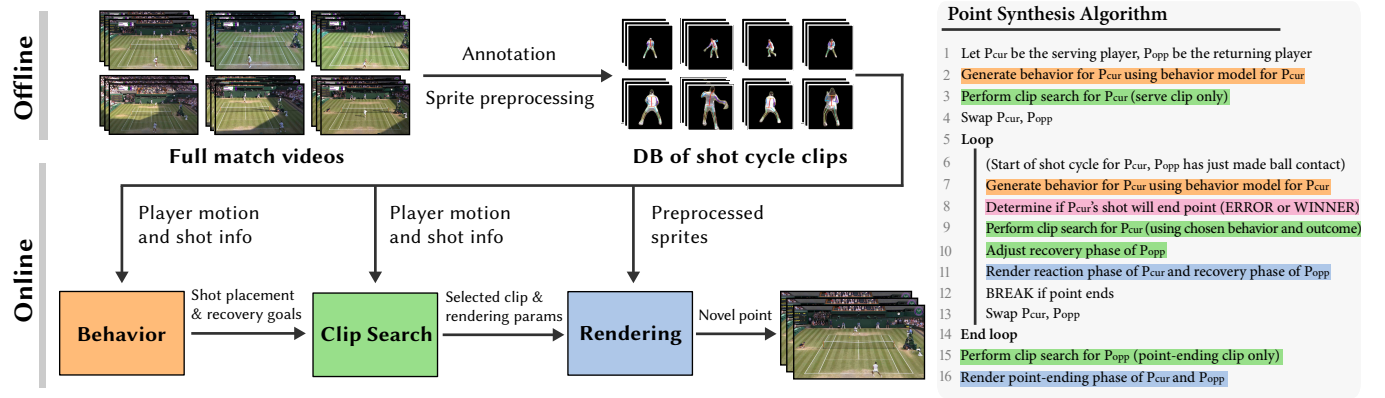 Offline
Full match videos
Annotation
Sprite preprocessing
DB of shot cycle clips
Online
Player motion
and shot info
Player motion
and shot info
Preprocessed
sprites
Behavior
Shot placement
& recovery goals
Clip Search
Selected clip &
rendering params
Rendering
Novel point
Point Synthesis Algorithm
1 Let Pcur be the serving player, Popp be the returning player
2 Generate behavior for Pcur using behavior model for Pcur
3 Perform clip search for Pcur (serve clip only)
4 Swap Pcur, Popp
5 Loop
6 (Start of shot cycle for Pcur, Popp has just made ball contact)
7 Generate behavior for Pcur using behavior model for Pcur
8 Determine if Pcur's shot will end point (ERROR or WINNER)
9 Perform clip search for Pcur (using chosen behavior and outcome)
10 Adjust recovery phase of Popp
11 Render reaction phase of Pcur and recovery phase of Popp
12 BREAK if point ends
13 Swap Pcur, Popp
14 End loop
15 Perform clip search for Popp (point-ending clip only)
16 Render point-ending phase of Pcur and Popp